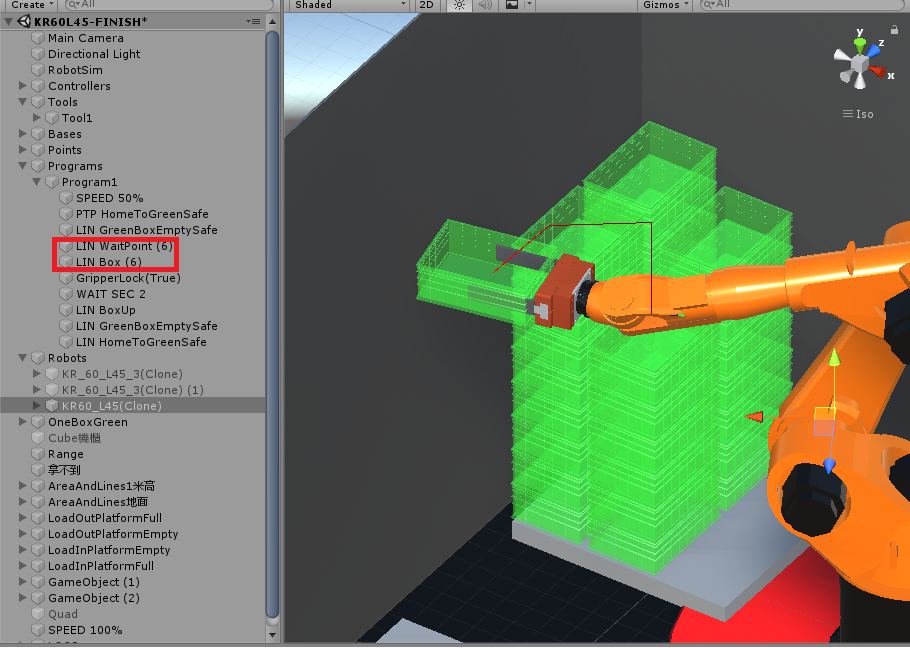 Create All Shaded 2D Gizmos All
KR60L45-FINISH*
Main Camera
Directional Light
RobotSim
Controllers
Tools
Tool1
Bases
Points
Programs
Program1
SPEED 50%
PTP HomeToGreenSafe
LIN GreenBoxEmptySafe
LIN WaitPoint (6)
LIN Box (6)
GripperLock(True)
WAIT SEC 2
LIN BoxUp
LIN GreenBoxEmptySafe
LIN HomeToGreenSafe
Robots
KR_60_L45_3(Clone)
KR_60_L45_3(Clone) (1)
KR60_L45(Clone)
OneBoxGreen
Cube機櫃
Range
拿不到
AreaAndLines1米高
AreaAndLines地面
LoadOutPlatformFull
LoadOutPlatformEmpty
LoadInPlatformEmpty
LoadInPlatformFull
GameObject (1)
GameObject (2)
Quad
SPEED 100%
y
z
x
Iso